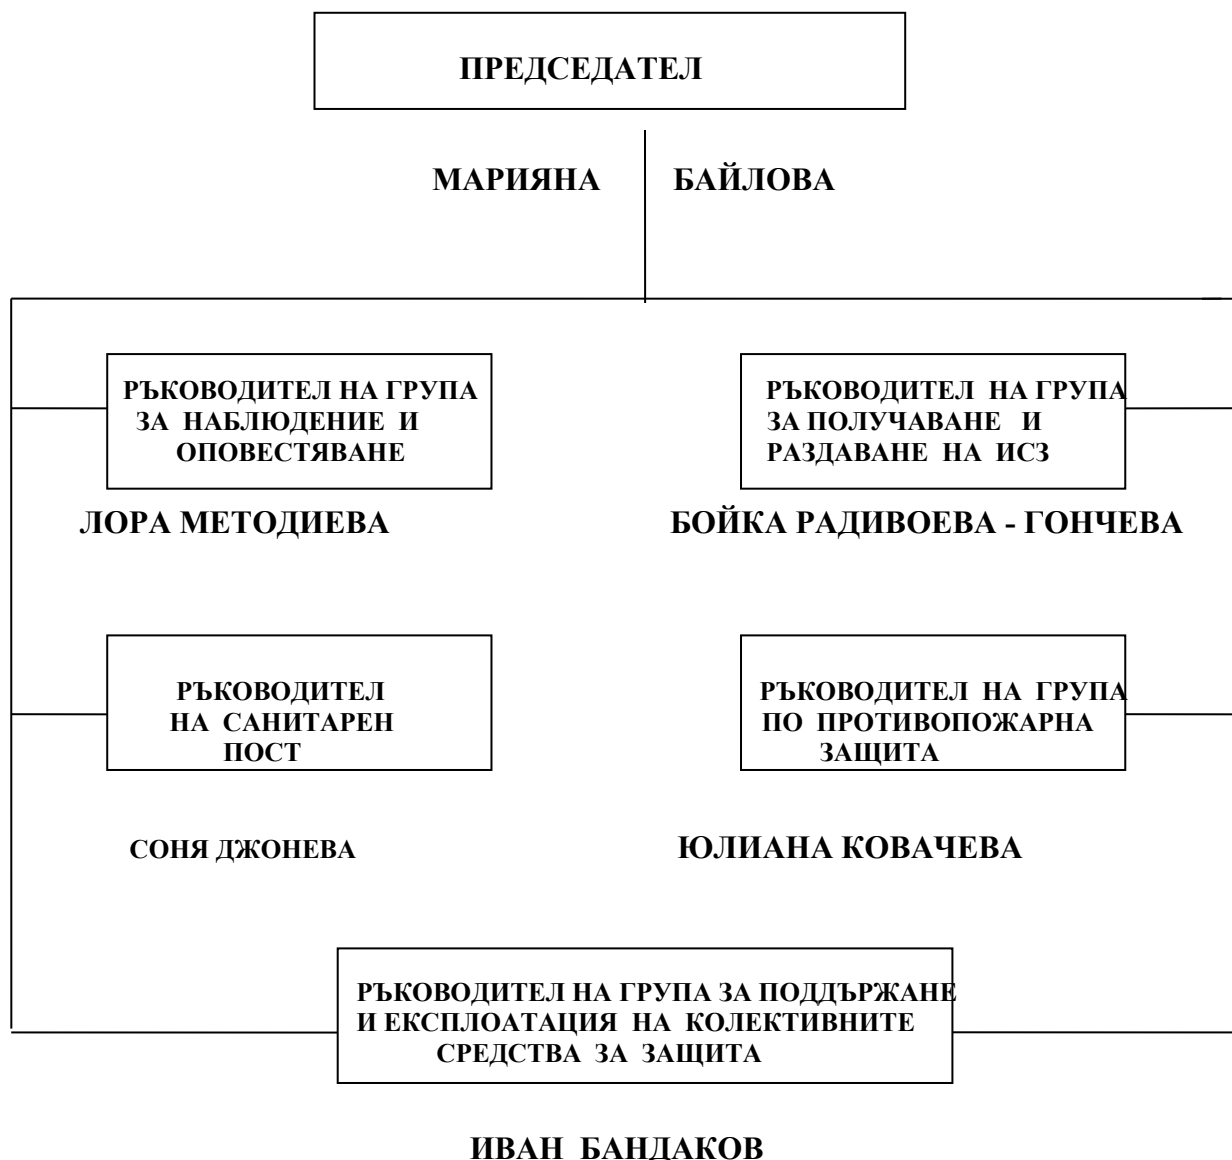 ПРЕДСЕДАТЕЛ
МАРИЯНА БАЙЛОВА
РЪКОВОДИТЕЛ НА ГРУПА
ЗА НАБЛЮДЕНИЕ И
ОПОВЕСТЯВАНЕ
ЛОРА МЕТОДИЕВА
РЪКОВОДИТЕЛ НА ГРУПА
ЗА ПОЛУЧАВАНЕ И
РАЗДАВАНЕ НА ИСЗ
БОЙКА РАДИВОЕВА - ГОНЧЕВА
РЪКОВОДИТЕЛ
НА САНИТАРЕН
ПОСТ
СОНЯ ДЖОНЕВА
РЪКОВОДИТЕЛ НА ГРУПА
ПО ПРОТИВОПОЖАРНА
ЗАЩИТА
ЮЛИАНА КОВАЧЕВА
РЪКОВОДИТЕЛ НА ГРУПА ЗА ПОДДЪРЖАНЕ
И ЕКСПЛОАТАЦИЯ НА КОЛЕКТИВНИТЕ
СРЕДСТВА ЗА ЗАЩИТА
ИВАН БАНДАКОВ